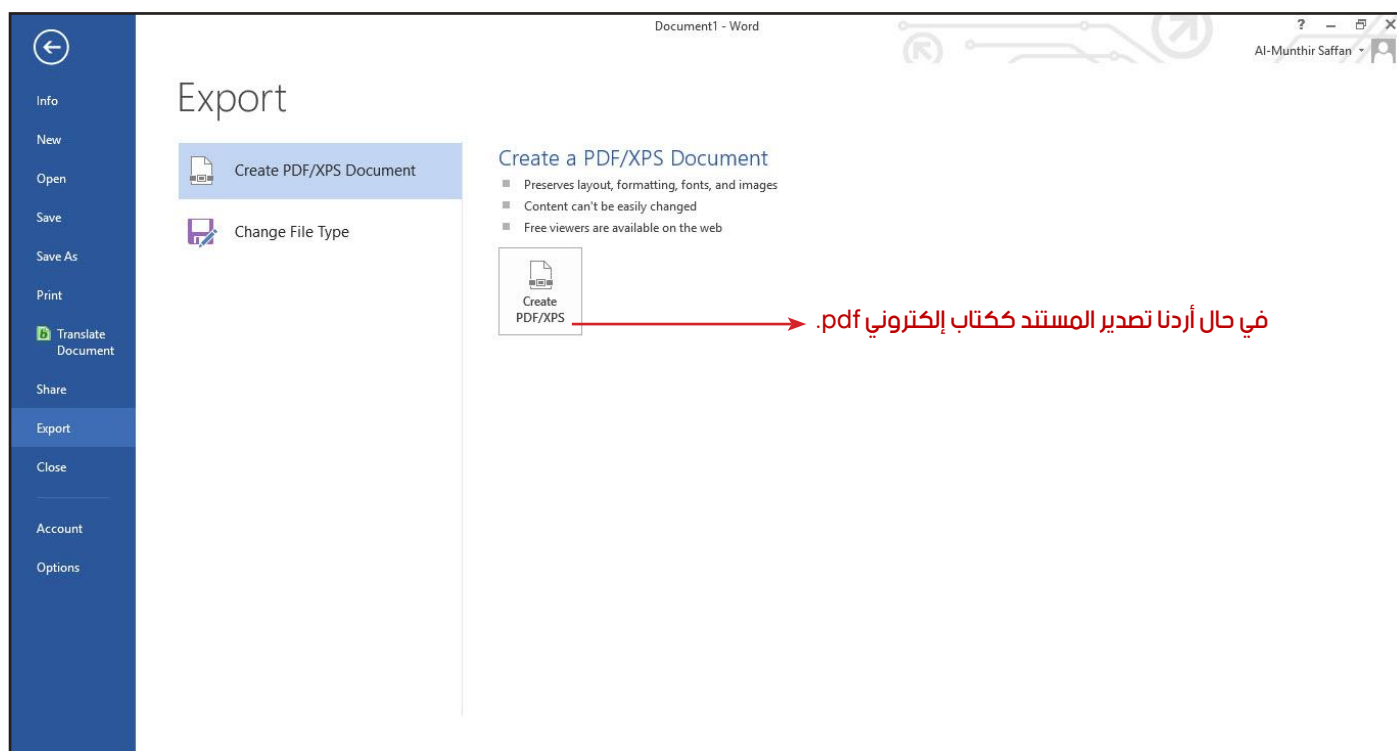 Document1 - Word
?
Al-Munthir Saffan
Info
New
Open
Save
Save As
Print
Translate
Document
Share
Export
Close
Account
Options
Export
Create PDF/XPS Document
Change File Type
Create a PDF/XPS Document
Preserves layout, formatting, fonts, and images
Content can't be easily changed
Free viewers are available on the web
Create
PDF/XPS
في حال أردنا تصدير المستند ككتاب إلكتروني pdf.